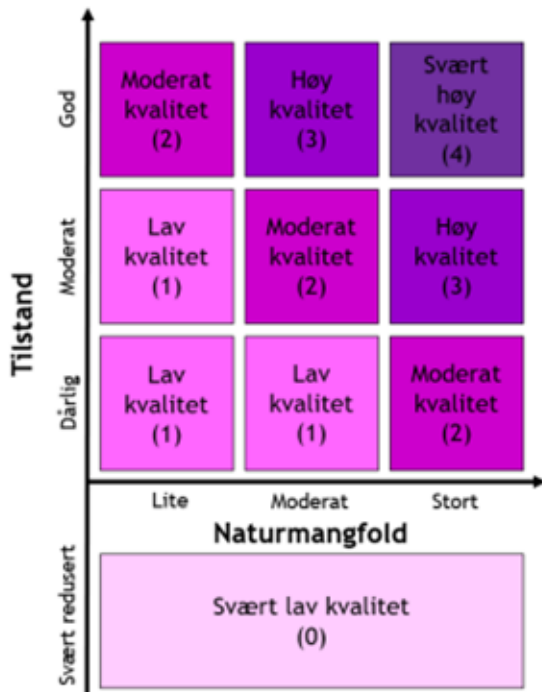 God
Moderat
kvalitet
(2)
Høy
kvalitet
(3)
Svært
høy
kvalitet
(4)
Moderat
Lav
kvalitet
(1)
Moderat
kvalitet
(2)
Høy
kvalitet
(3)
Tilstand
Dårlig
Lav
kvalitet
(1)
Lav
kvalitet
(1)
Moderat
kvalitet
(2)
Lite
Moderat
Stort
Naturmangfold
Svært redusert
Svært lav kvalitet
(0)